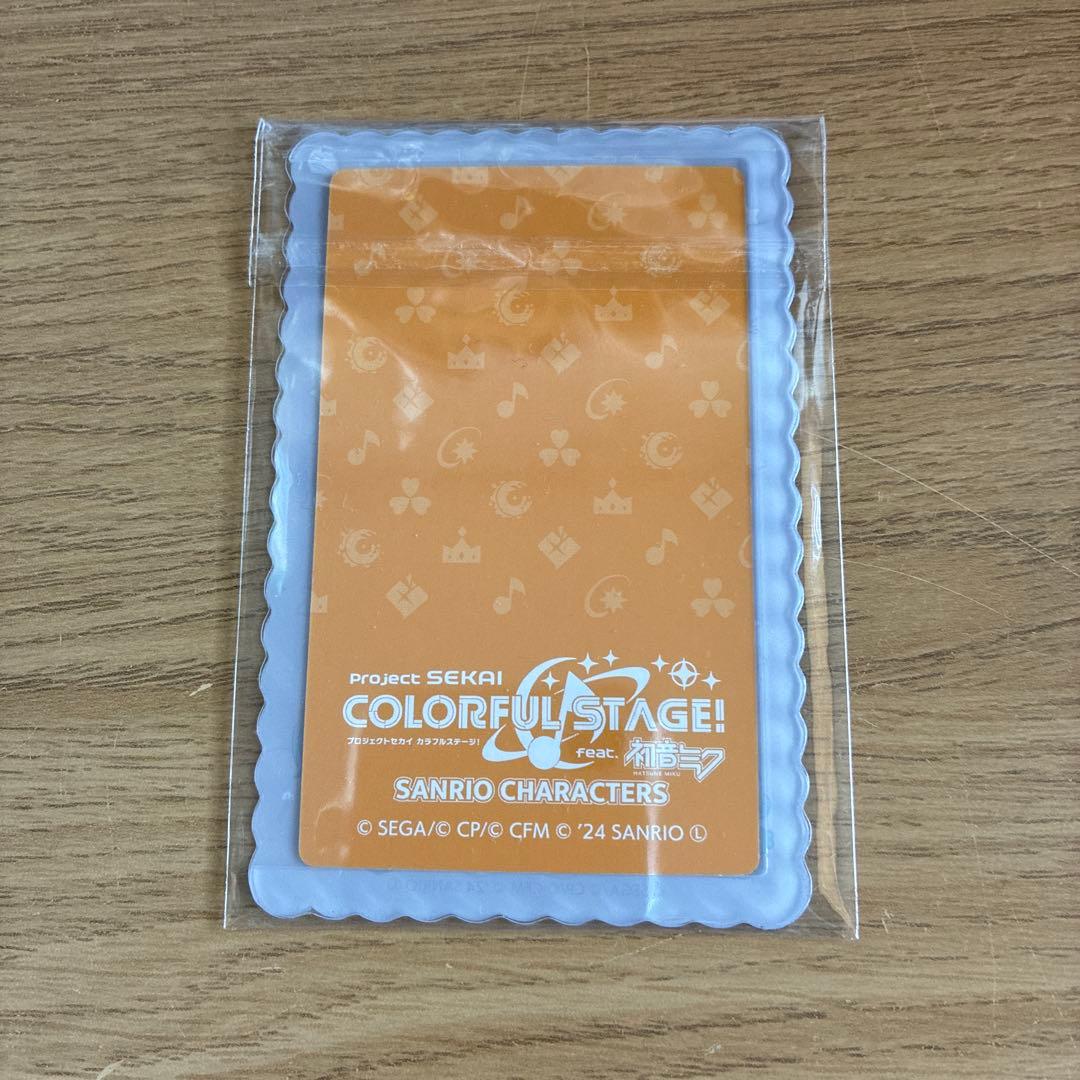 Project SEKAI
COLORFUL STAGE!
プロジェクトセカイ カラフルステージ!
feat. 初音ミク
HATSUNE MIKU
SANRIO CHARACTERS
© SEGA/© CP/© CFM © '24 SANRIO Ⓛ